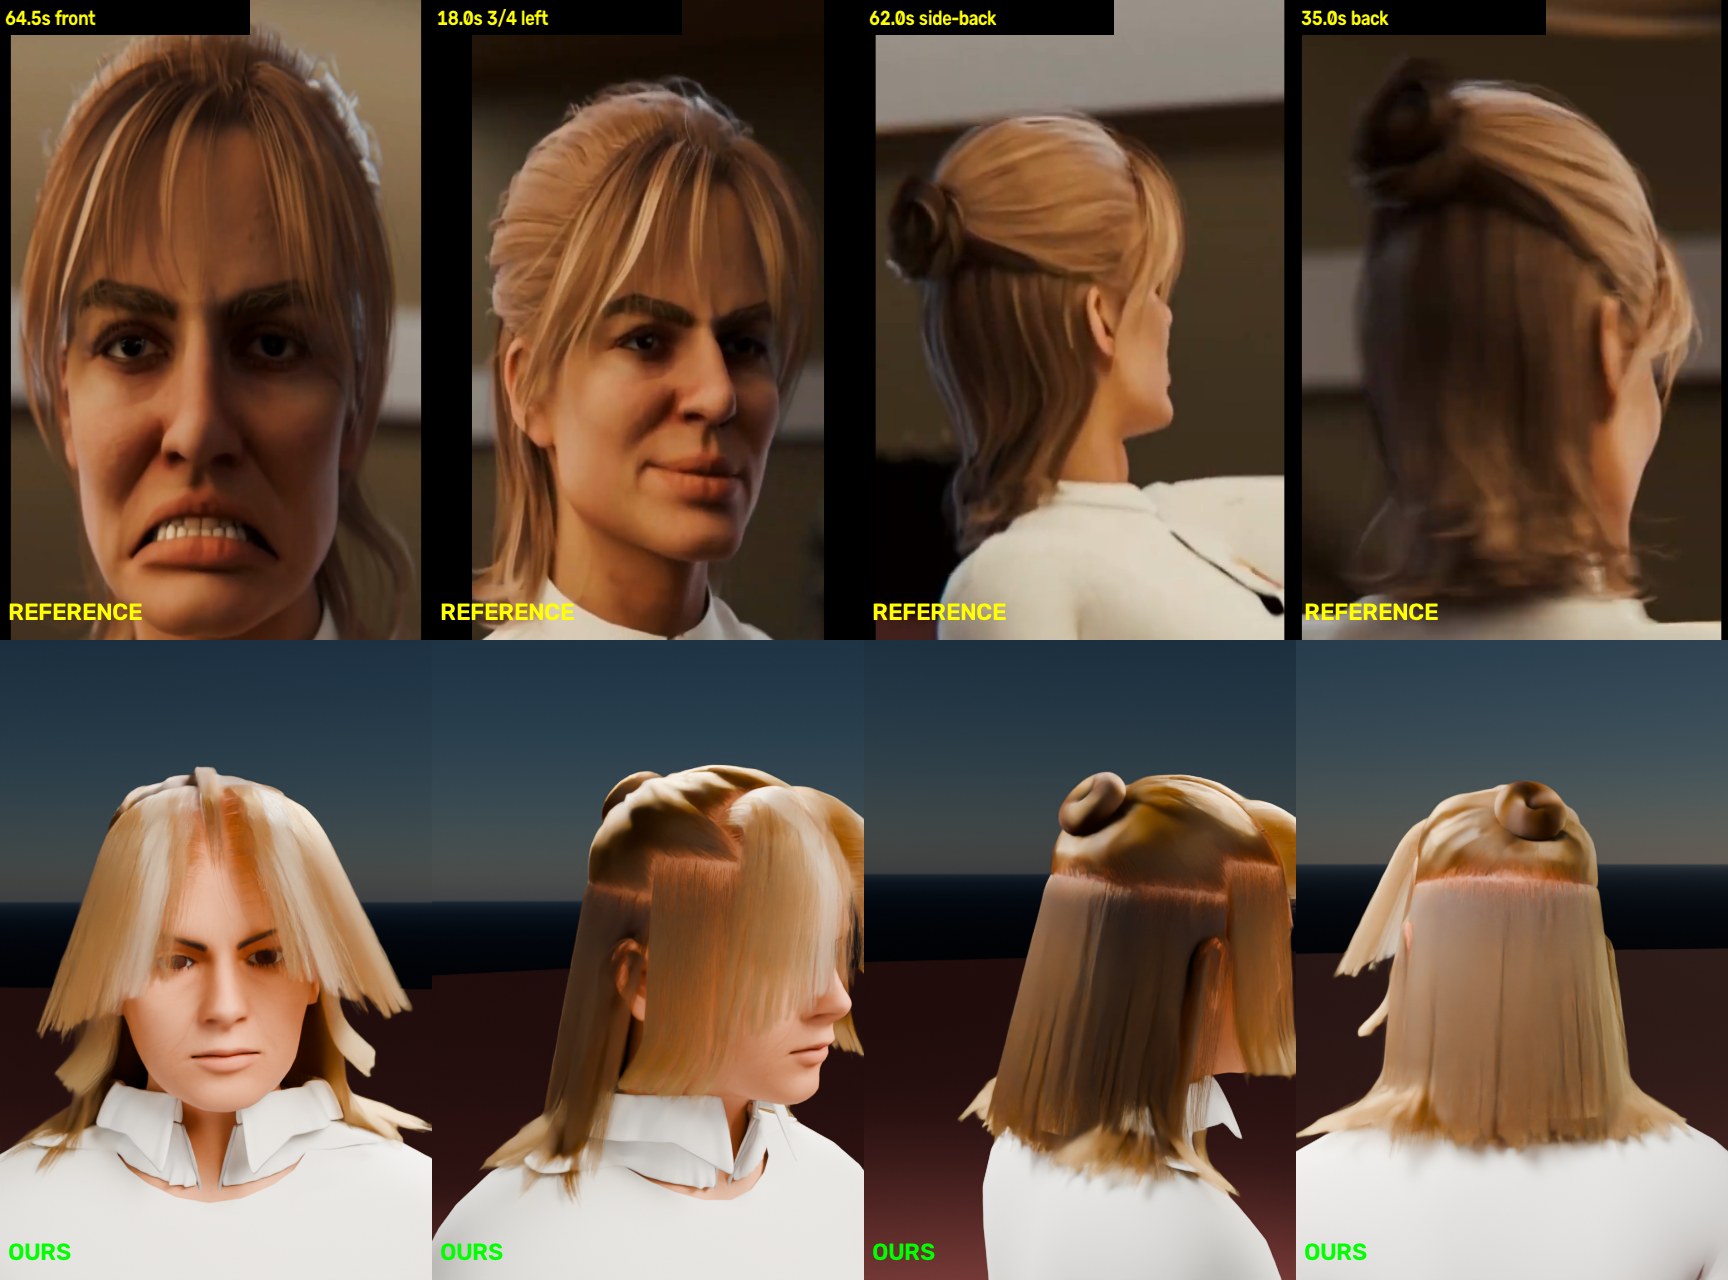 64.5s front
18.0s 3/4 left
62.0s side-back
35.0s back
REFERENCE
REFERENCE
REFERENCE
REFERENCE
OURS
OURS
OURS
OURS